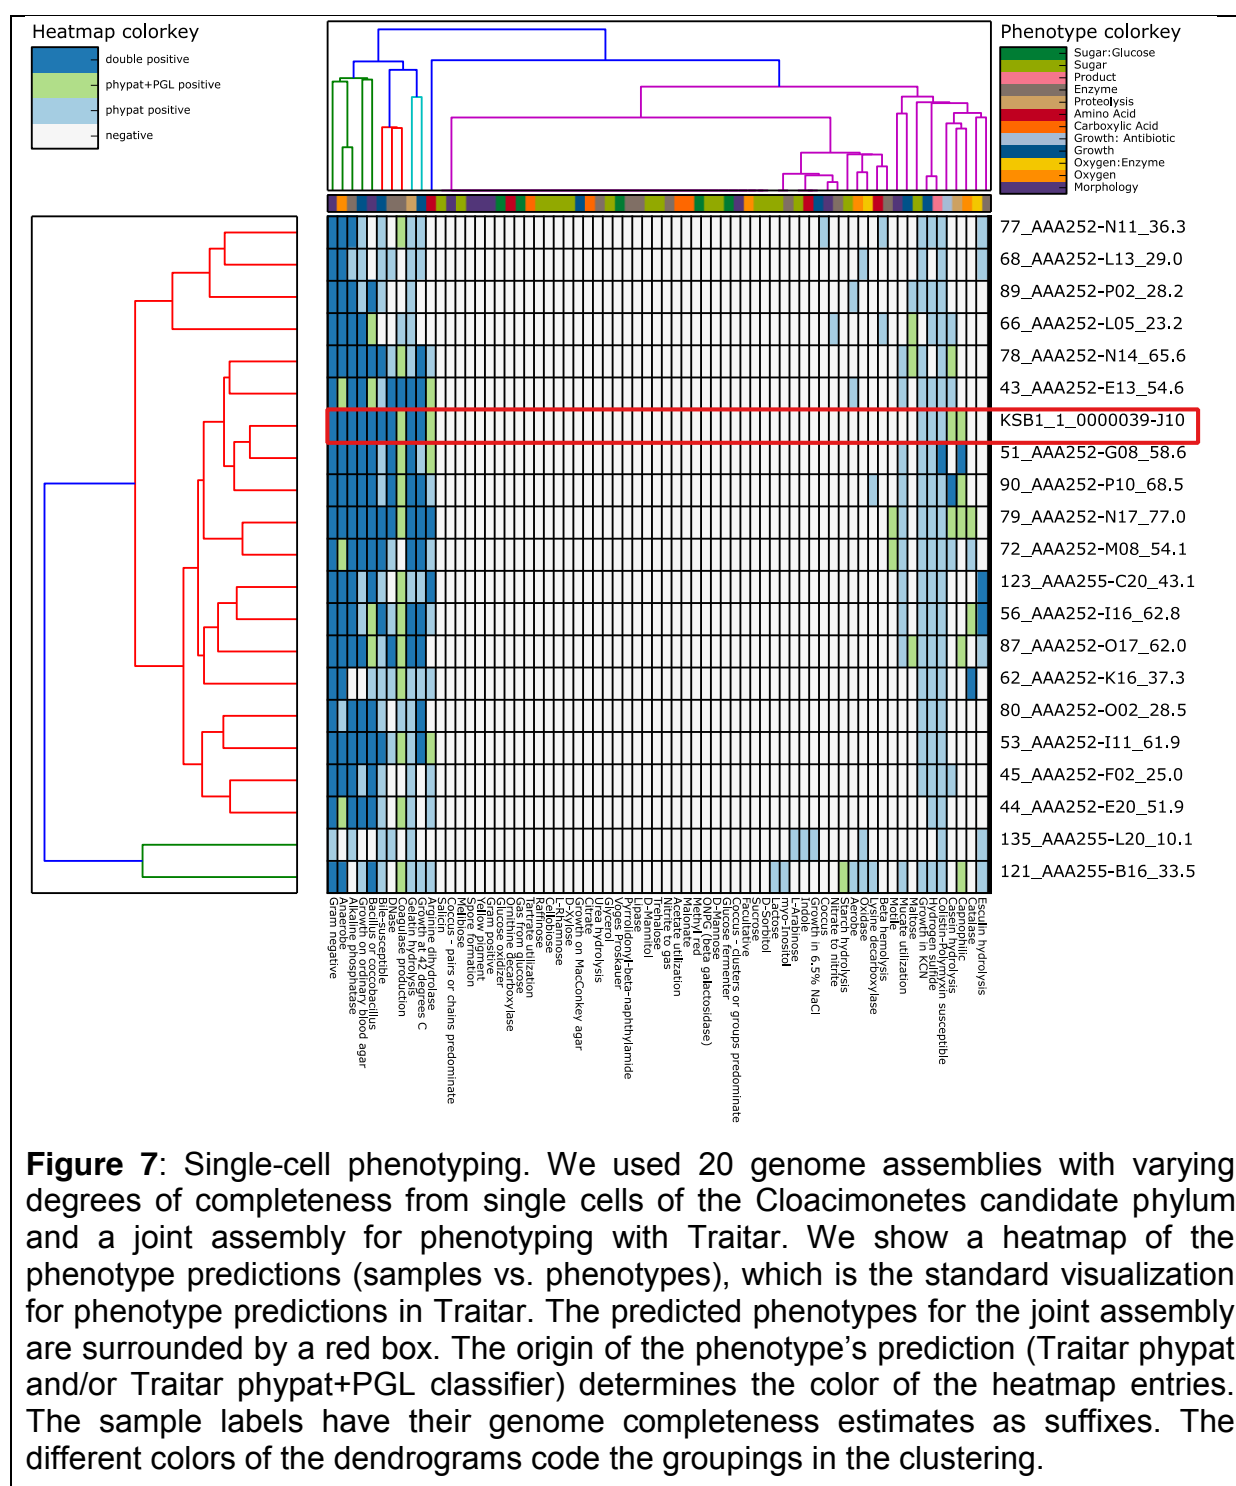 Heatmap colorkey
double positive
phypat+PGL positive
phypat positive
negative
Phenotype colorkey
Sugar:Glucose
Sugar
Product
Enzyme
Proteolysis
Amino Acid
Carboxylic Acid
Growth: Antibiotic
Growth
Oxygen:Enzyme
Oxygen
Morphology
77_AAA252-N11_36.3
68_AAA252-L13_29.0
89_AAA252-P02_28.2
66_AAA252-L05_23.2
78_AAA252-N14_65.6
43_AAA252-E13_54.6
KSB1_1_0000039-J10
51_AAA252-G08_58.6
90_AAA252-P10_68.5
79_AAA252-N17_77.0
72_AAA252-M08_54.1
123_AAA255-C20_43.1
56_AAA252-I16_62.8
87_AAA252-O17_62.0
62_AAA252-K16_37.3
80_AAA252-O02_28.5
53_AAA252-I11_61.9
45_AAA252-F02_25.0
44_AAA252-E20_51.9
135_AAA255-L20_10.1
121_AAA255-B16_33.5
Gram negative
Anaerobe
Alkaline phosphatase
Growth on ordinary blood agar
Bacillus or coccobacillus
Bile-susceptible
DNase
Coagulase production
Gelatin hydrolysis
Growth at 42 degrees C
Arginine dihydrolase
Salicin
Coccus - pairs or chains predominate
Melibiose
Spore formation
Yellow pigment
Gram positive
Glucose oxidizer
Ornithine decarboxylase
Gas from glucose
Tartrate utilization
Raffinose
Cellobiose
L-Rhamnose
D-Xylose
Growth on MacConkey agar
Citrate
Urea hydrolysis
Glycerol
Voges Proskauer
Pyrrolidonyl-beta-naphthylamide
Lipase
D-Mannitol
Trehalose
Nitrite to gas
Acetate utilization
Malonate
Methyl red
ONPG (beta galactosidase)
D-Mannose
Glucose fermenter
Coccus - clusters or groups predominate
Facultative
Sucrose
D-Sorbitol
Lactose
myo-Inositol
L-Arabinose
Indole
Growth in 6.5% NaCl
Coccus
Nitrate to nitrite
Starch hydrolysis
Aerobe
Oxidase
Lysine decarboxylase
Beta hemolysis
Motile
Mucate utilization
Maltose
Growth in KCN
Hydrogen sulfide
Colistin-Polymyxin susceptible
Casein hydrolysis
Capnophilic
Catalase
Esculin hydrolysis
Figure 7: Single-cell phenotyping. We used 20 genome assemblies with varying
degrees of completeness from single cells of the Cloacimonetes candidate phylum
and a joint assembly for phenotyping with Traitar. We show a heatmap of the
phenotype predictions (samples vs. phenotypes), which is the standard visualization
for phenotype predictions in Traitar. The predicted phenotypes for the joint assembly
are surrounded by a red box. The origin of the phenotype’s prediction (Traitar phypat
and/or Traitar phypat+PGL classifier) determines the color of the heatmap entries.
The sample labels have their genome completeness estimates as suffixes. The
different colors of the dendrograms code the groupings in the clustering.